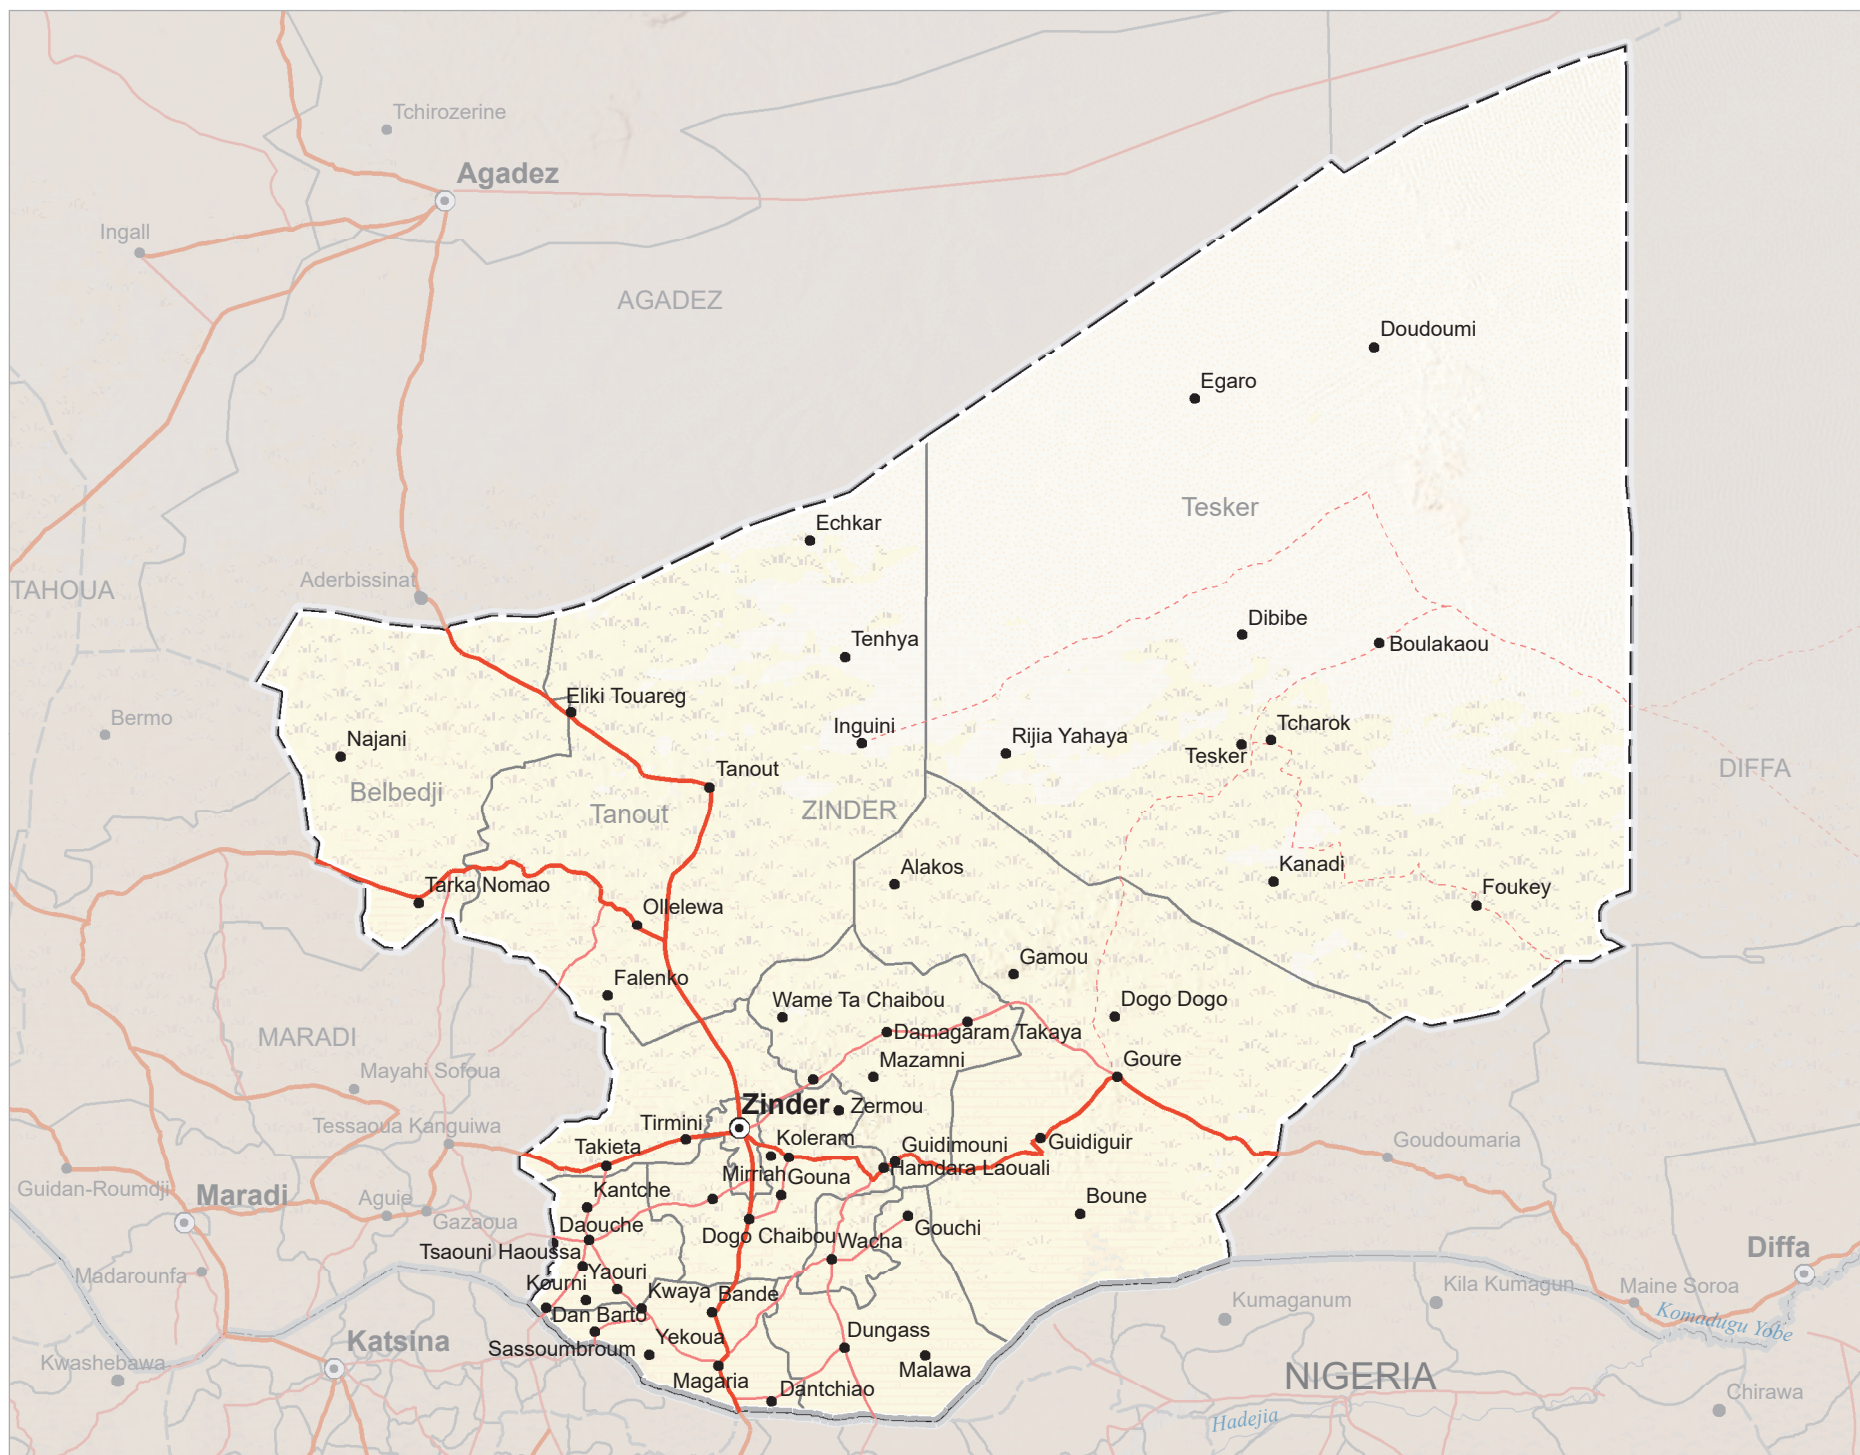 Tchirozerine
Agadez
Ingall
AGADEZ
Doudoumi
Egaro
Tesker
Echkar
Aderbissinat
TAHOUA
Dibibe
Tenhya
Boulakaou
Eliki Touareg
Bermo
Inguini
Tcharok
Rijia Yahaya
Najani
Tesker
Tanout
DIFFA
Belbedji
ZINDER
Tanout
Kanadi
Alakos
Tarka Nomao
Foukey
Ollelewa
Gamou
Falenko
Wame Ta Chaibou
Dogo Dogo
Damagaram Takaya
MARADI
Mazamni
Goure
Mayahi Sofoua
Zinder
Zermou
Tirmini
Tessaoua Kanguiwa
Koleram
Guidimouni
Guidiguir
Goudoumaria
Takieta
Hamdara Laouali
Mirriah
Gouna
Guidan-Roumdji
Maradi
Kantche
Aguie
Boune
Gazaoua
Daouche
Gouchi
Dogo Chaibou
Wacha
Tsaouni Haoussa
Diffa
Madarounfa
Yaouri
Kourni
Kwaya
Bande
Kila Kumagun
Maine Soroa
Kumaganum
Dan Barto
Komadugu Yobe
Yekoua
Dungass
Katsina
Sassoumbroum
Kwashebawa
Malawa
Magaria
NIGERIA
Dantchiao
Chirawa
Hadejia